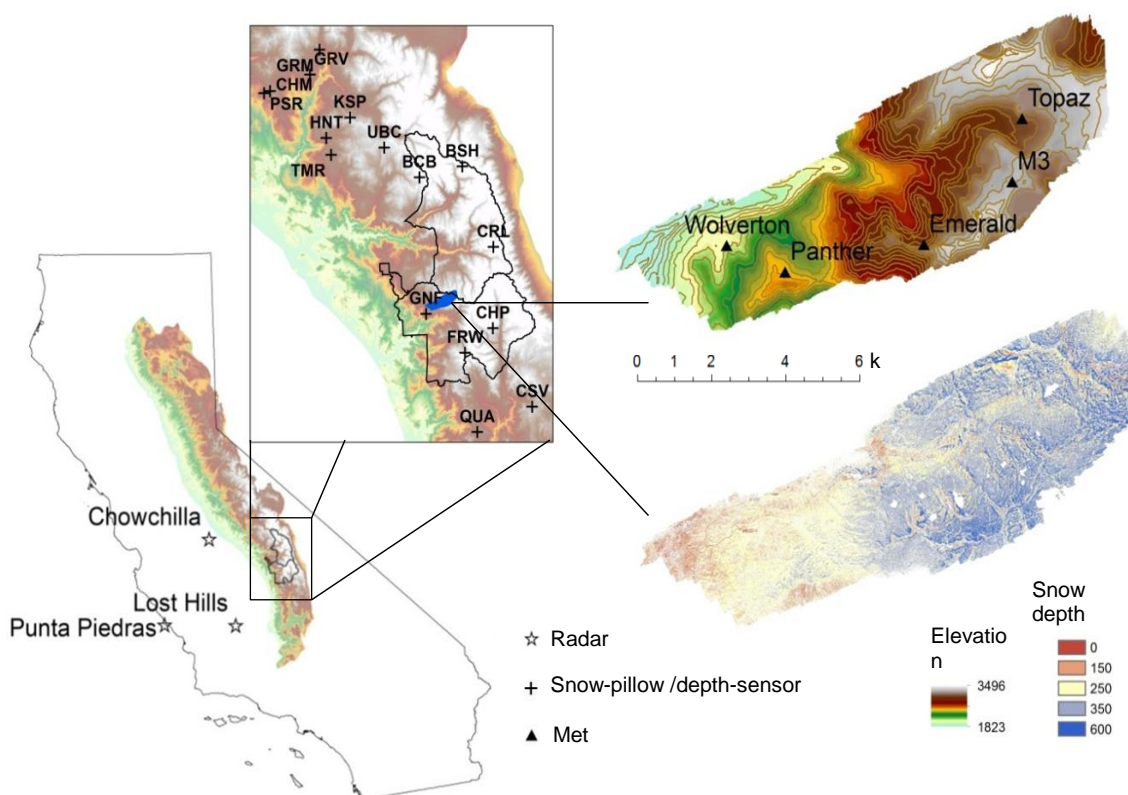 GRV
GRM
CHM
PSR
KSP
HNT
UBC
TMR
BCB
BSH
CRL
GNF
CHP
FRW
CSV
QUA
Topaz
M3
Wolverton
Emerald
Panther
0 2 4 6 k
Chowchilla
Lost Hills
Punta Piedras
Radar
Snow-pillow /depth-sensor
Met
Elevatio
n
3496
1823
Snow
depth
0
150
250
350
600